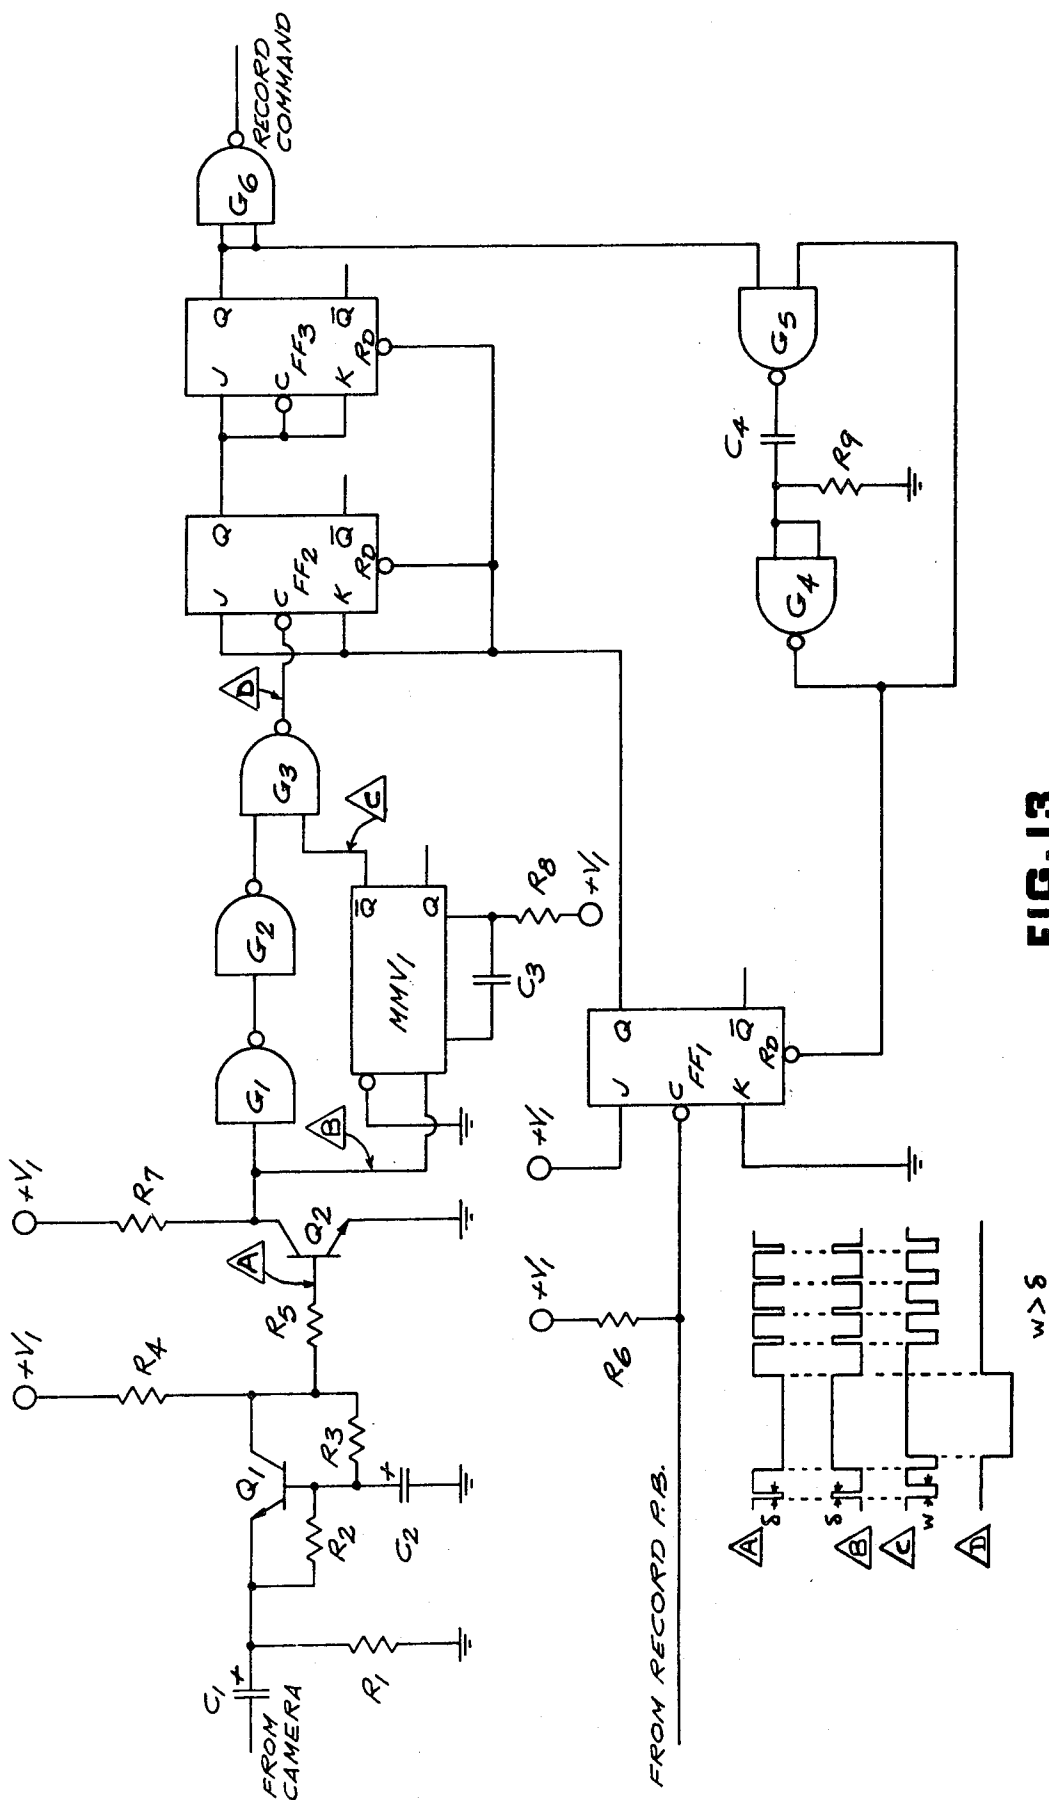 +V1
R4
+V1
R7
C1
+
FROM
CAMERA
R1
R2
Q1
R3
+
C2
R5
A
Q2
B
G1
G2
G3
D
C
MMV1
Q̅
Q
C3
R8
+V1
J
Q
C
FF2
K
Q̅
RD
J
Q
C
FF3
K
Q̅
RD
G6
RECORD
COMMAND
FROM RECORD P.B.
R6
+V1
+V1
J
Q
C
FF1
K
Q̅
RD
G4
R9
C4
G5
A
δ
B
δ
C
w
D
w > δ
FIG. 13